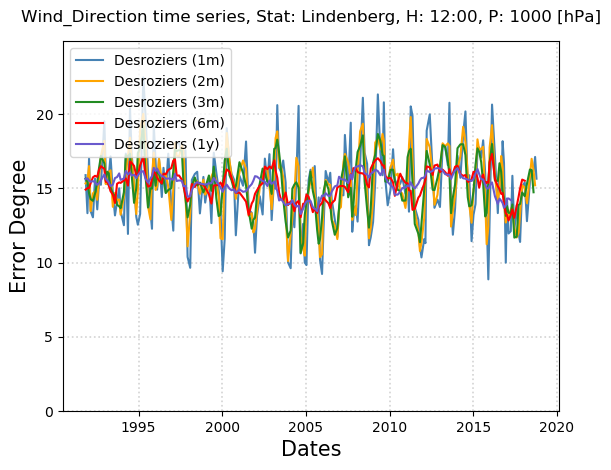 Wind_Direction time series, Stat: Lindenberg, H: 12:00, P: 1000 [hPa]
Desroziers (1m)
Desroziers (2m)
Desroziers (3m)
Desroziers (6m)
Desroziers (1y)
Error Degree
20
15
10
5
0
1995 2000 2005 2010 2015 2020
Dates